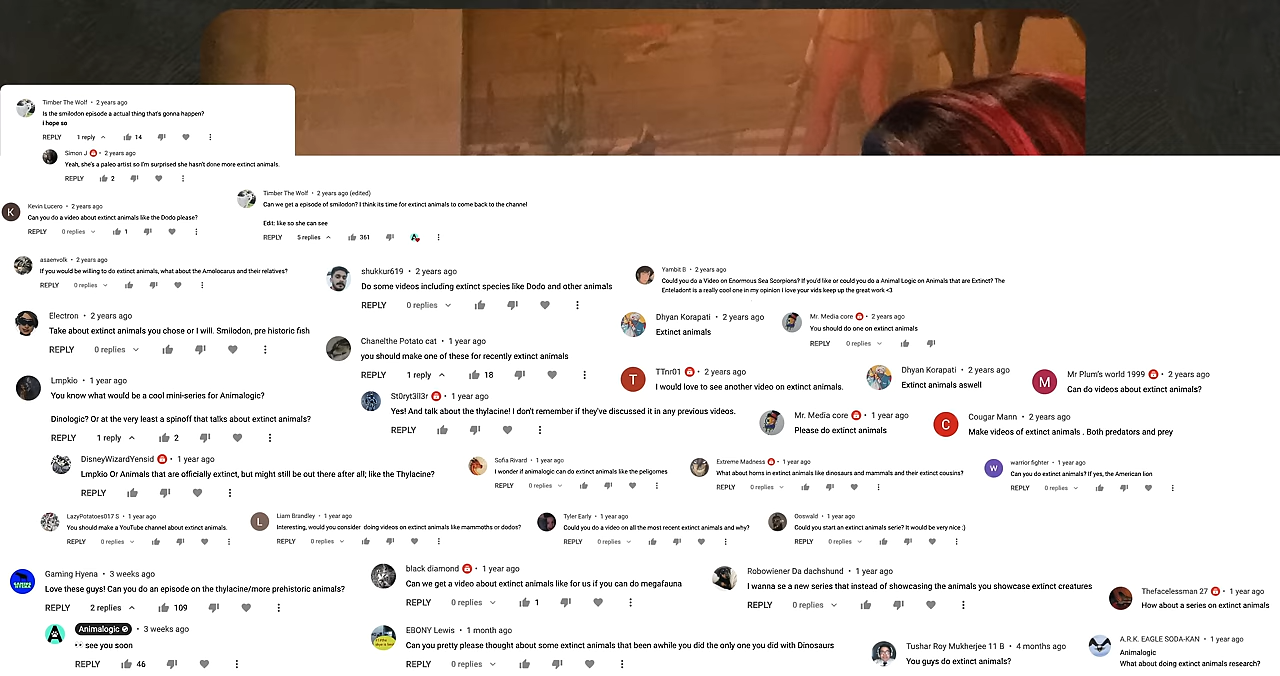 Timber The Wolf • 2 years ago
Is the smilodon episode a actual thing that's gonna happen?
i hope so
REPLY 1 reply 14
Simon J • 2 years ago
Yeah, she's a paleo artist so I'm surprised she hasn't done more extinct animals.
REPLY 2
Timber The Wolf • 2 years ago (edited)
Can we get a episode of smilodon? I think its time for extinct animals to come back to the channel
Edit: like so she can see
REPLY 5 replies 361
K
Kevin Lucero • 2 years ago
Can you do a video about extinct animals like the Dodo please?
REPLY 0 replies 1
asaenvolk • 2 years ago
If you would be willing to do extinct animals, what about the Amolocarus and their relatives?
REPLY 0 replies
shukkur619 • 2 years ago
Do some videos including extinct species like Dodo and other animals
REPLY 0 replies
Yambit B • 2 years ago
Could you do a Video on Enormous Sea Scorpions? If you'd like or could you do a Animal Logic on Animals that are Extinct? The
Enteladont is a really cool one in my opinion I love your vids keep up the great work <3
Electron • 2 years ago
Take about extinct animals you chose or I will. Smilodon, pre historic fish
REPLY 0 replies
Chanelthe Potato cat • 1 year ago
you should make one of these for recently extinct animals
REPLY 1 reply 18
St0ryt3ll3r • 1 year ago
Yes! And talk about the thylacine! I don't remember if they've discussed it in any previous videos.
REPLY
Dhyan Korapati • 2 years ago
Extinct animals
Mr. Media core • 2 years ago
You should do one on extinct animals
REPLY 0 replies
T
TTnr01 • 2 years ago
I would love to see another video on extinct animals.
Dhyan Korapati • 2 years ago
Extinct animals aswell
M
Mr Plum's world 1999 • 2 years ago
Can do videos about extinct animals?
Lmpkio • 1 year ago
You know what would be a cool mini-series for Animalogic?
Dinologic? Or at the very least a spinoff that talks about extinct animals?
REPLY 1 reply 2
DisneyWizardYensid • 1 year ago
Lmpkio Or Animals that are officially extinct, but might still be out there after all; like the Thylacine?
REPLY
Mr. Media core • 1 year ago
Please do extinct animals
C
Cougar Mann • 2 years ago
Make videos of extinct animals . Both predators and prey
Sofia Rivard • 1 year ago
I wonder if animalogic can do extinct animals like the peligornes
REPLY 0 replies
Extreme Madness • 1 year ago
What about horns in extinct animals like dinosaurs and mammals and their extinct cousins?
REPLY 0 replies
W
warrior fighter • 1 year ago
Can you do extinct animals? If yes, the American lion
REPLY 0 replies
LazyPotatoes017 S • 1 year ago
You should make a YouTube channel about extinct animals.
REPLY 0 replies
L
Liam Brandley • 1 year ago
Interesting, would you consider doing videos on extinct animals like mammoths or dodos?
REPLY 0 replies
Tyler Early • 1 year ago
Could you do a video on all the most recent extinct animals and why?
REPLY 0 replies
Ooswald • 1 year ago
Could you start an extinct animals serie? It would be very nice :)
REPLY 0 replies
Gaming Hyena • 3 weeks ago
Love these guys! Can you do an episode on the thylacine/more prehistoric animals?
REPLY 2 replies 109
Animalogic • 3 weeks ago
👀 see you soon
REPLY 46
black diamond • 1 year ago
Can we get a video about extinct animals like for us if you can do megafauna
REPLY 0 replies 1
EBONY Lewis • 1 month ago
Can you pretty please thought about some extinct animals that been awhile you did the only one you did with Dinosaurs
REPLY 0 replies
Robowiener Da dachshund • 1 year ago
I wanna se a new series that instead of showcasing the animals you showcase extinct creatures
REPLY 0 replies
Thefacelessman 27 • 1 year ago
How about a series on extinct animals
Tushar Roy Mukherjee 11 B • 4 months ago
You guys do extinct animals?
A.R.K. EAGLE SODA-KAN • 1 year ago
Animalogic
What about doing extinct animals research?